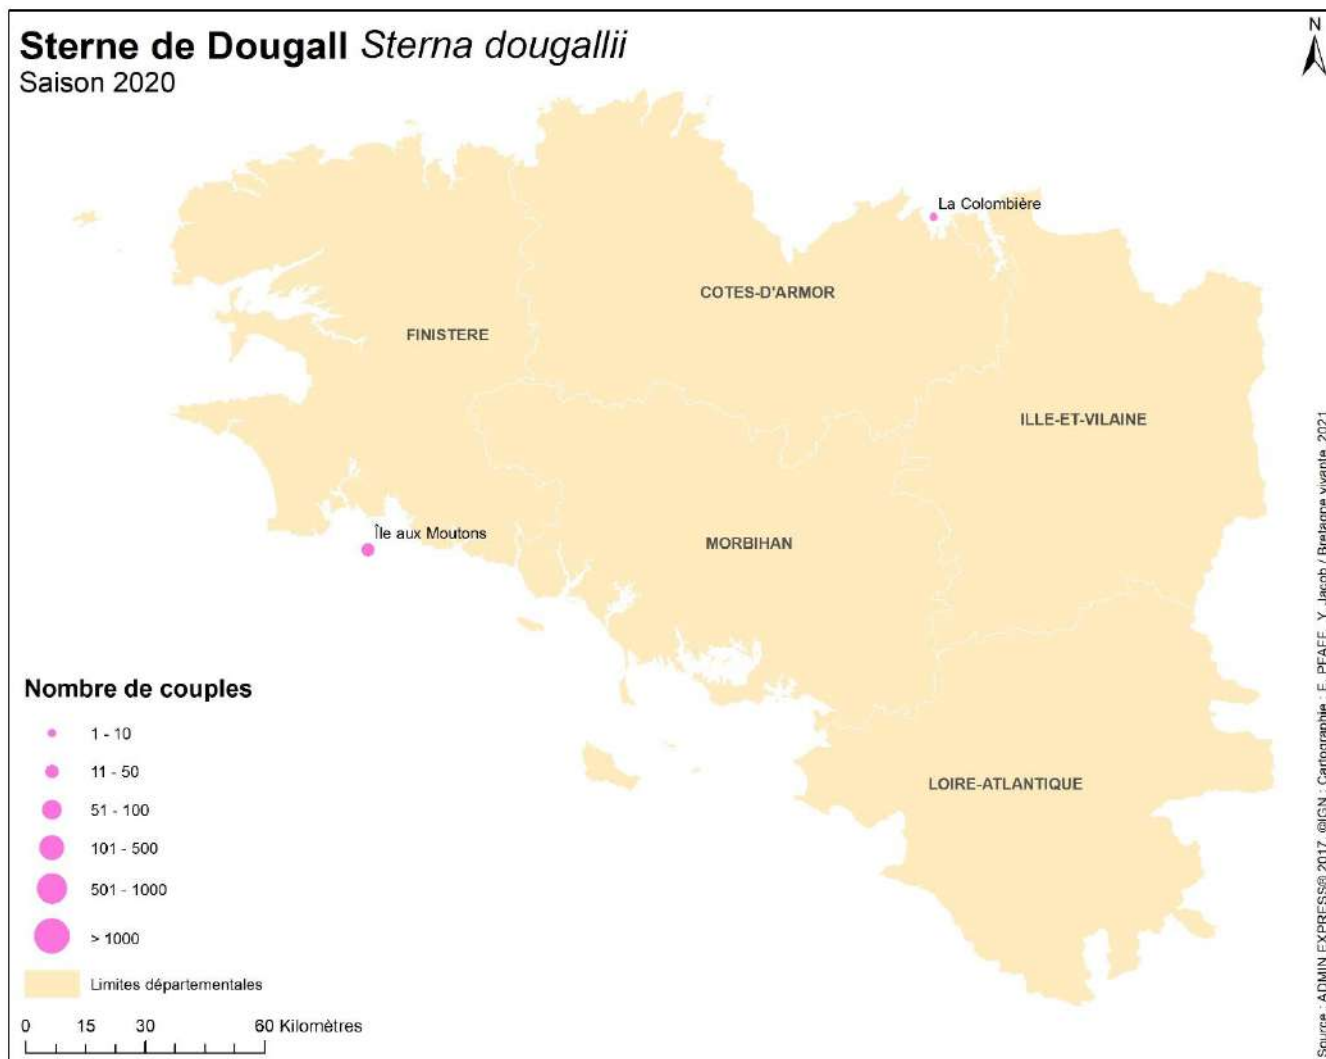 Sterne de Dougall Sterna dougallii
Saison 2020
N
La Colombière
COTES-D'ARMOR
FINISTERE
ILLE-ET-VILAINE
Île aux Moutons
MORBIHAN
LOIRE-ATLANTIQUE
Nombre de couples
1 - 10
11 - 50
51 - 100
101 - 500
501 - 1000
> 1000
Limites départementales
0 15 30 60 Kilomètres
Source : ADMIN EXPRESS® 2017, ©IGN ; Cartographie : E. PFAFF, Y. Jacob / Bretagne vivante, 2021